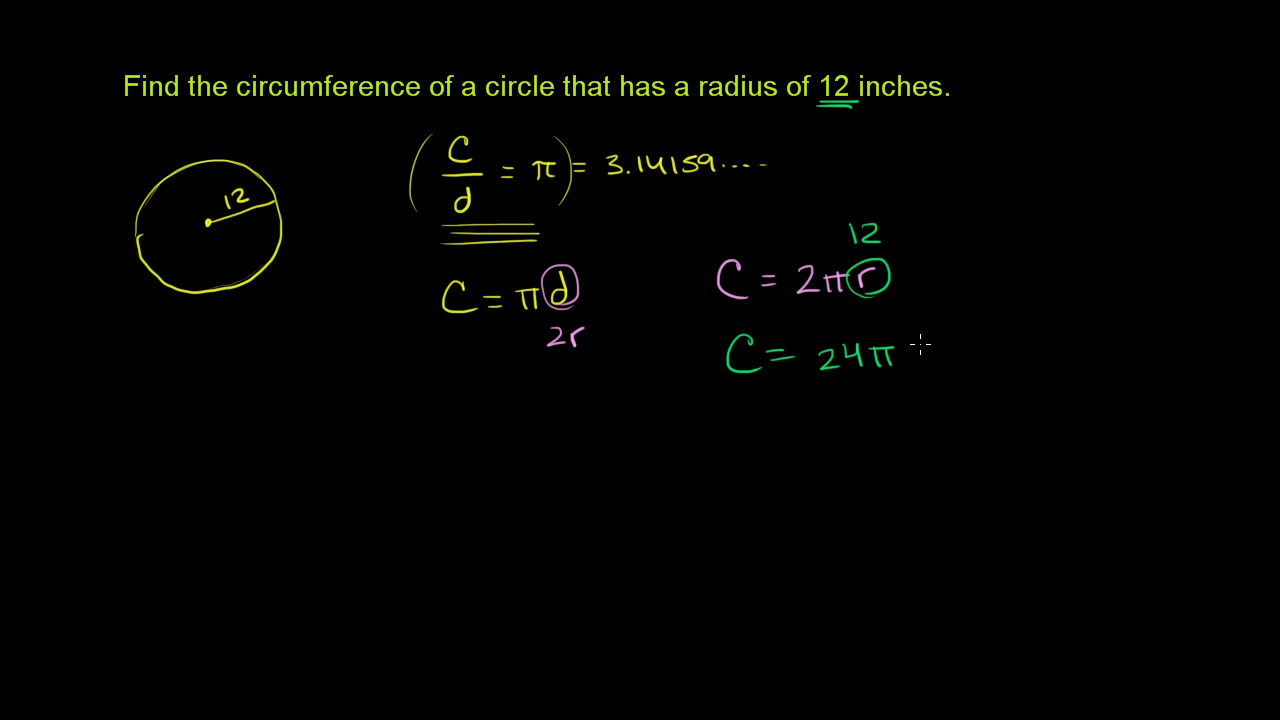 Find the circumference of a circle that has a radius of 12 inches.
12
( C/d = π ) = 3.14159....
C = πd
2r
12
C = 2πr
C = 24π